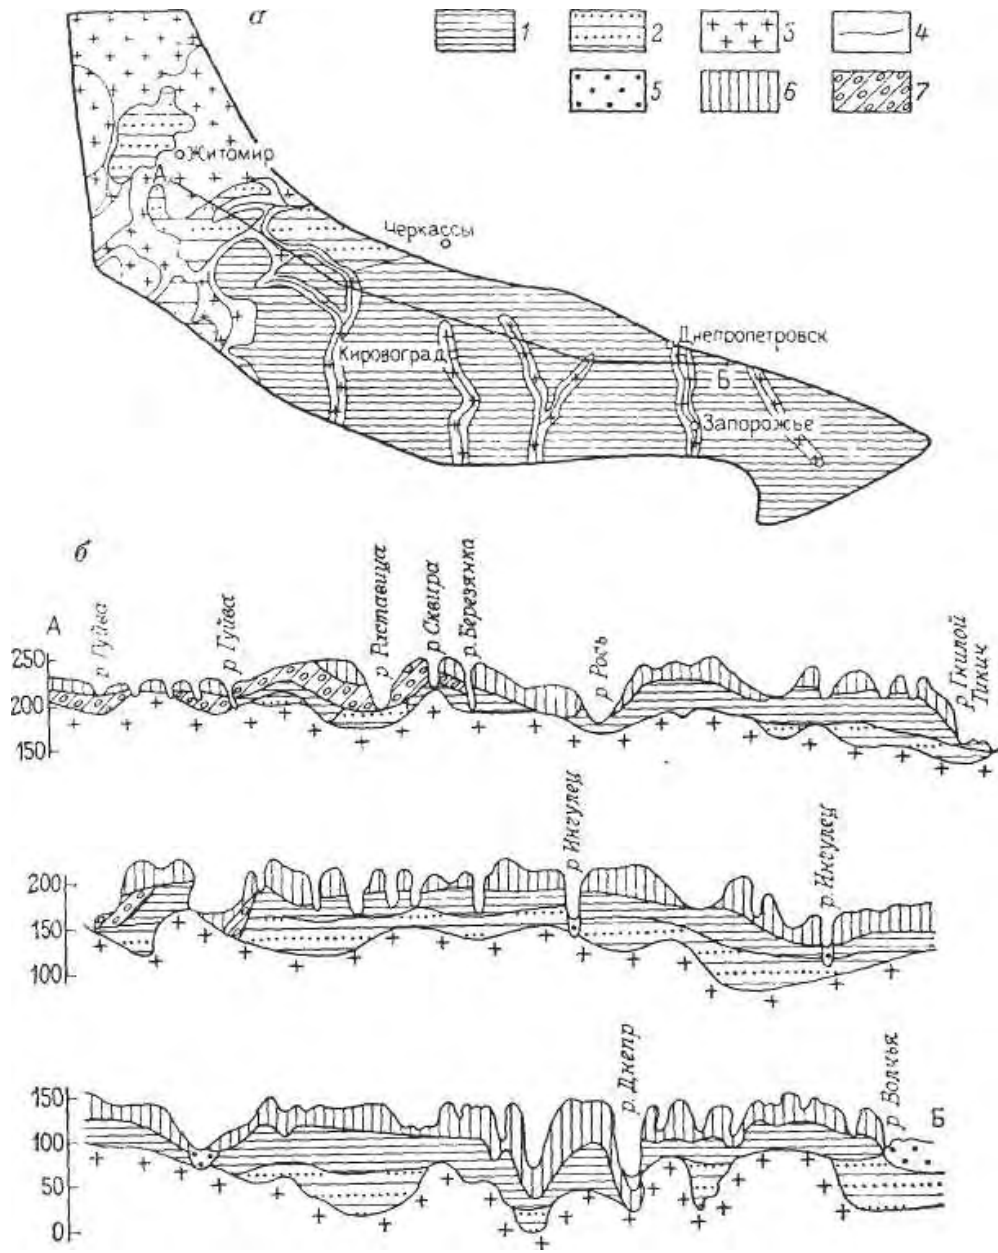 а
1
2
3
4
5
6
7
Житомир
Черкассы
Днепропетровск
Кировоград
Б
Запорожье
б
А
р Гуйва
р Гуйва
р Раставица
р Сквира
р Березянка
р Рось
р Гнилой
Тикич
250
200
150
р Ингулец
р. Ингулец
200
150
100
р. Днепр
р Волчья
Б
150
100
50
0